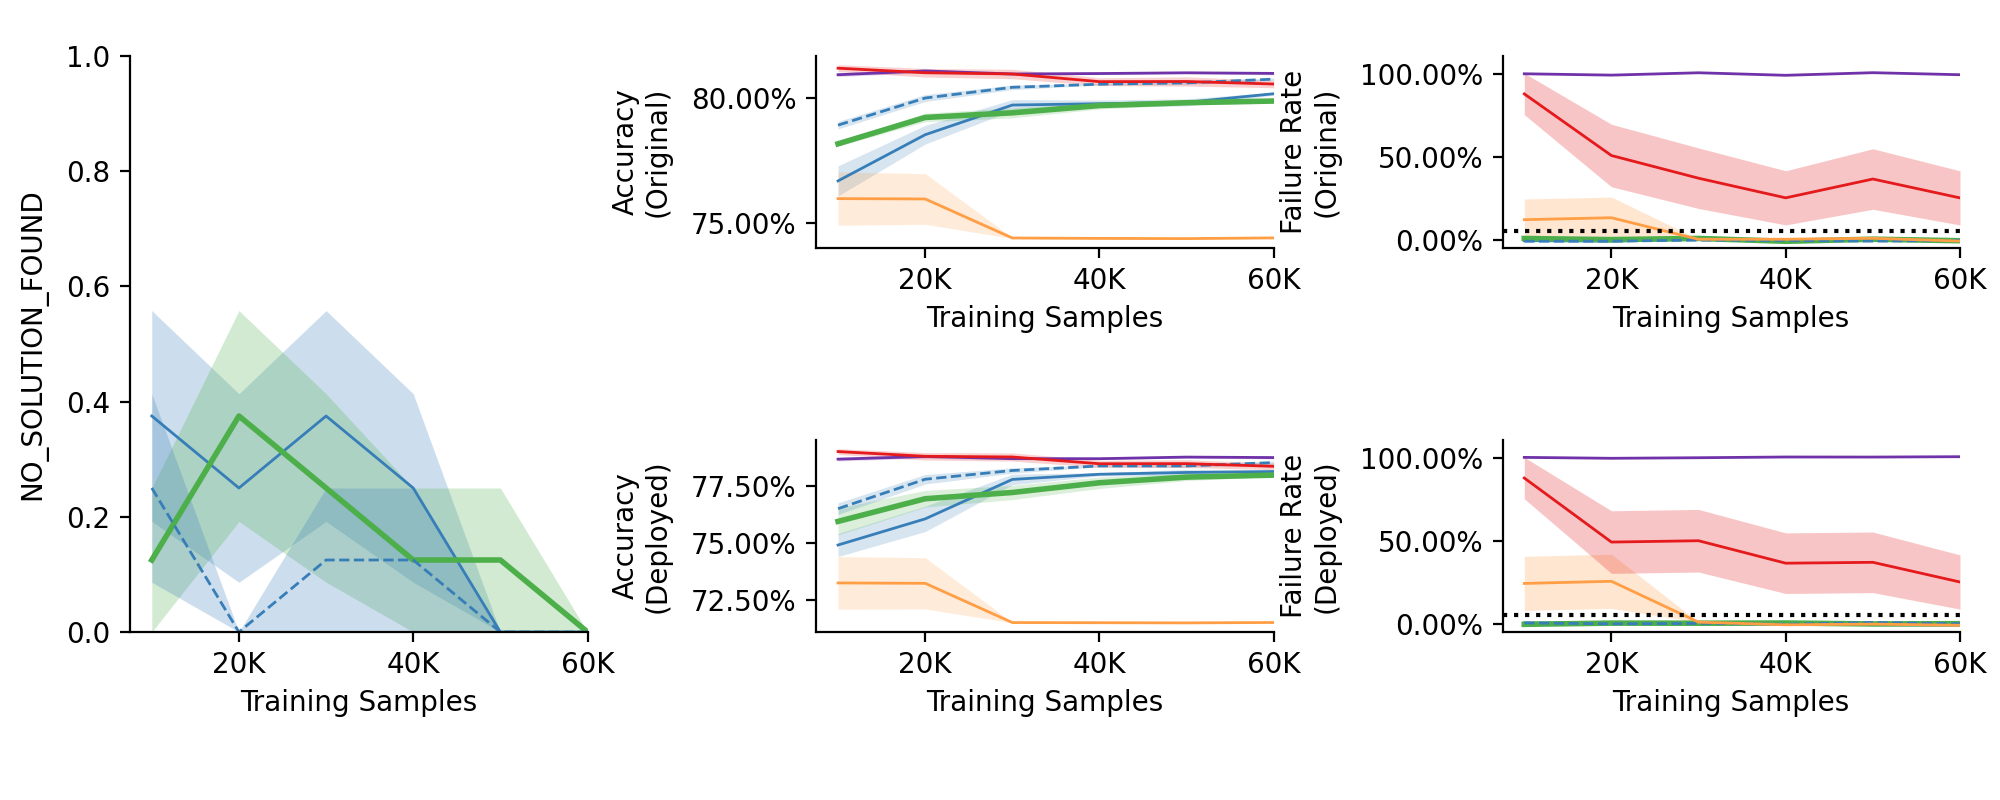 NO_SOLUTION_FOUND
1.0
0.8
0.6
0.4
0.2
0.0
20K 40K 60K
Training Samples
Accuracy
(Original)
80.00%
75.00%
20K 40K 60K
Training Samples
Failure Rate
(Original)
100.00%
50.00%
0.00%
20K 40K 60K
Training Samples
Accuracy
(Deployed)
77.50%
75.00%
72.50%
20K 40K 60K
Training Samples
Failure Rate
(Deployed)
100.00%
50.00%
0.00%
20K 40K 60K
Training Samples